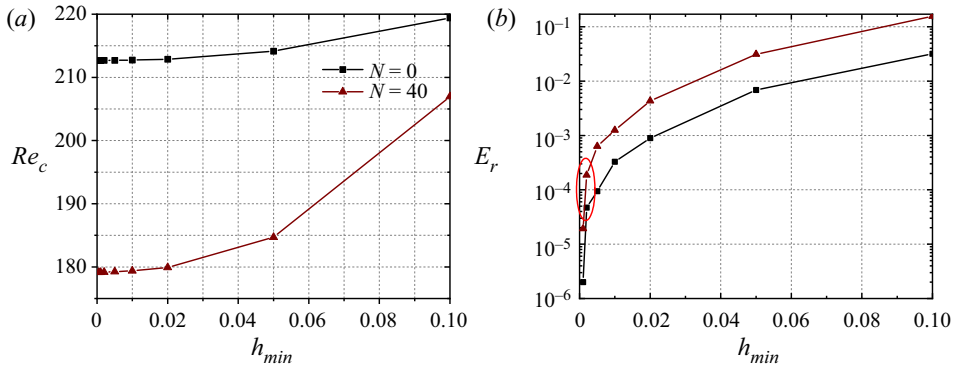 (a)
220
210
200
190
180
Re_c
N = 0
N = 40
0 0.02 0.04 0.06 0.08 0.10
h_min
(b)
10^−1
10^−2
10^−3
10^−4
10^−5
10^−6
E_r
0 0.02 0.04 0.06 0.08 0.10
h_min